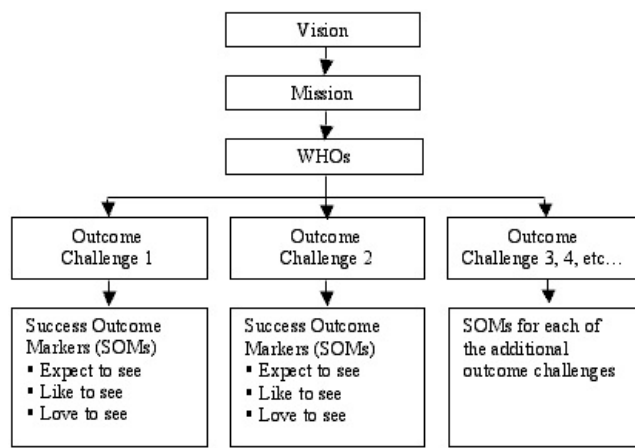 Vision
Mission
WHOs
Outcome
Challenge 1
Outcome
Challenge 2
Outcome
Challenge 3, 4, etc…
Success Outcome
Markers (SOMs)
▪ Expect to see
▪ Like to see
▪ Love to see
Success Outcome
Markers (SOMs)
▪ Expect to see
▪ Like to see
▪ Love to see
SOMs for each of
the additional
outcome challenges